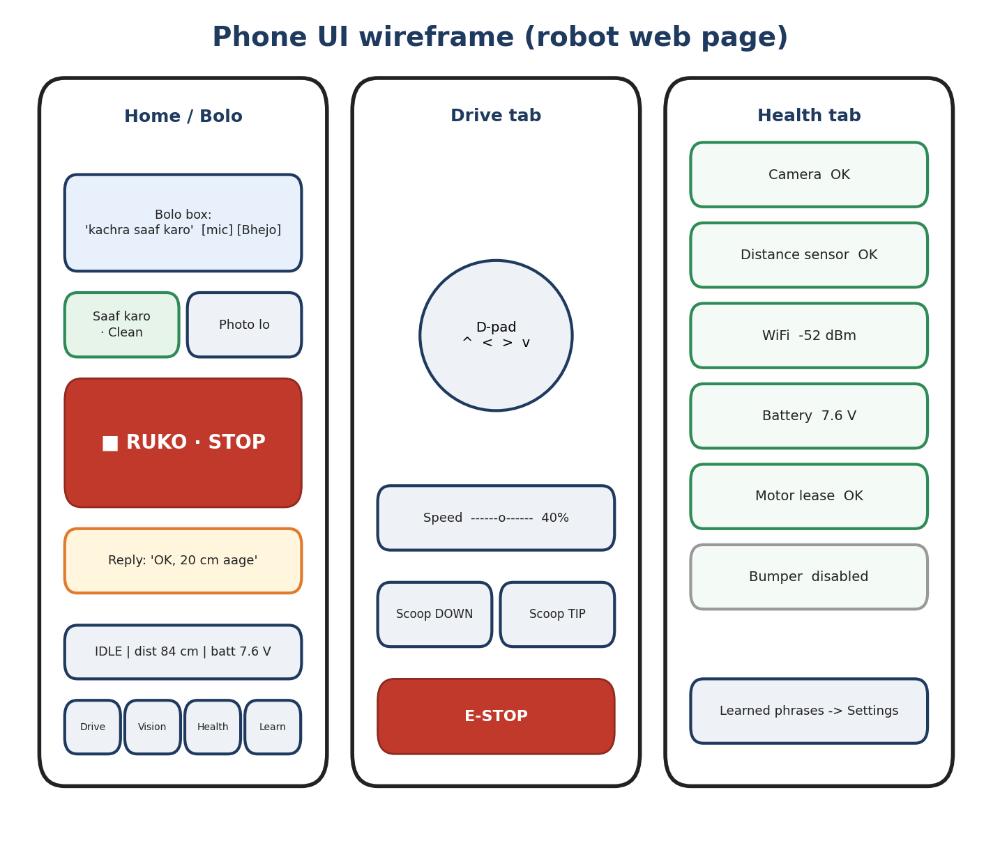 Phone UI wireframe (robot web page)
Home / Bolo
Bolo box:
'kachra saaf karo'  [mic] [Bhejo]
Saaf karo
· Clean
Photo lo
■ RUKO · STOP
Reply: 'OK, 20 cm aage'
IDLE | dist 84 cm | batt 7.6 V
Drive
Vision
Health
Learn
Drive tab
D-pad
^  <  >  v
Speed  ------o------  40%
Scoop DOWN
Scoop TIP
E-STOP
Health tab
Camera  OK
Distance sensor  OK
WiFi  -52 dBm
Battery  7.6 V
Motor lease  OK
Bumper  disabled
Learned phrases -> Settings